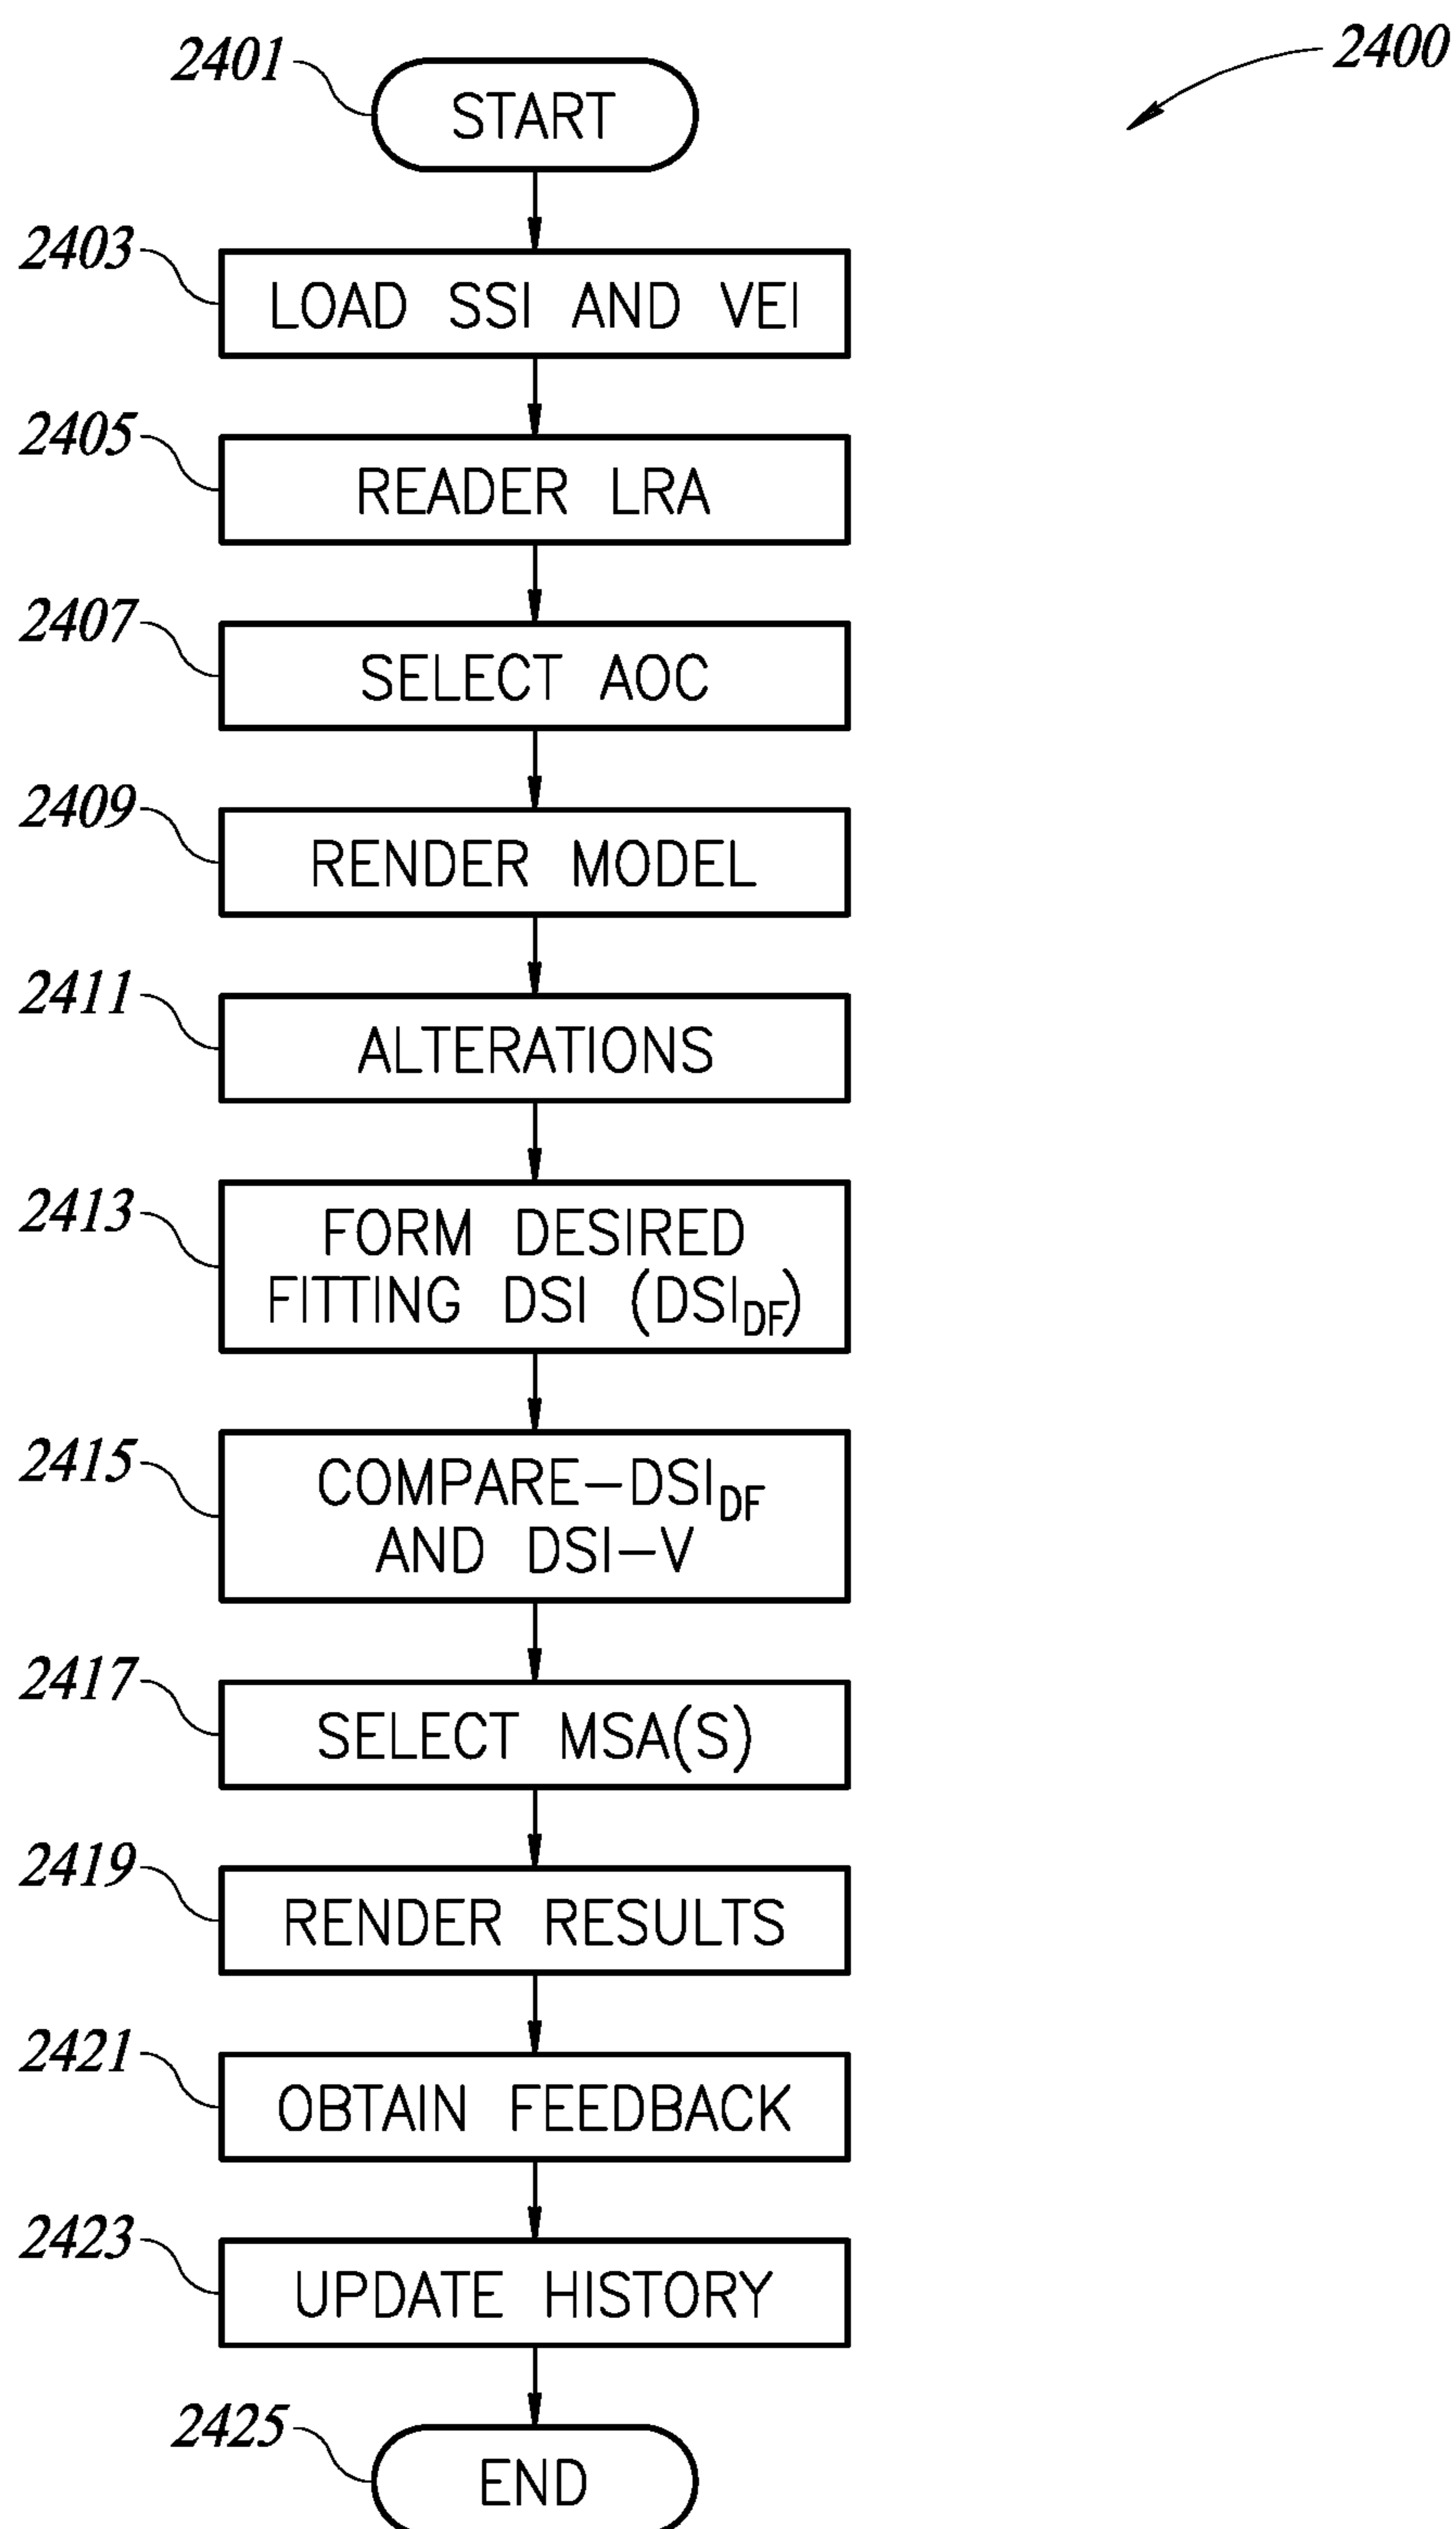 2400
2401
START
2403
LOAD SSI AND VEI
2405
READER LRA
2407
SELECT AOC
2409
RENDER MODEL
2411
ALTERATIONS
2413
FORM DESIRED
FITTING DSI (DSI_DF)
2415
COMPARE-DSI_DF
AND DSI-V
2417
SELECT MSA(S)
2419
RENDER RESULTS
2421
OBTAIN FEEDBACK
2423
UPDATE HISTORY
2425
END